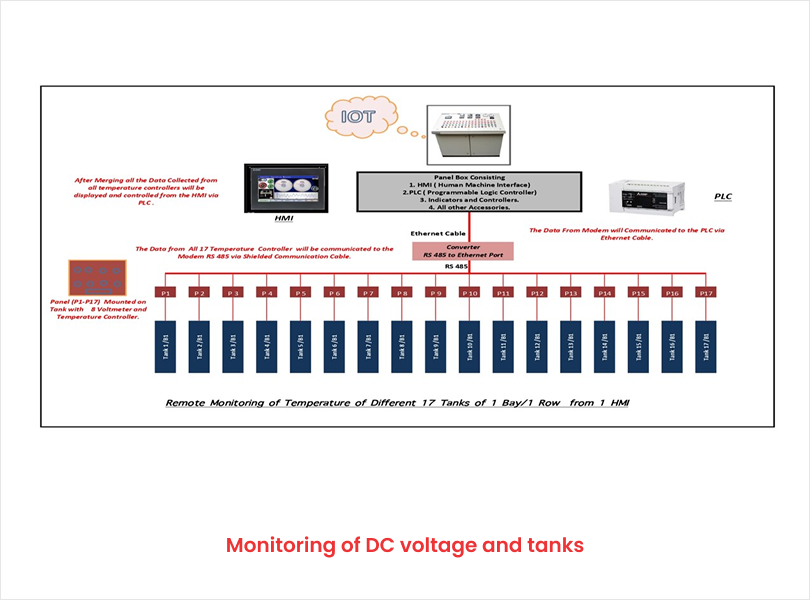 IOT
After Merging all the Data Collected from
all temperature controllers will be
displayed and controlled from the HMI via
PLC .
HMI
Panel Box Consisting
1. HMI ( Human Machine Interface)
2.PLC ( Programmable Logic Controller)
3. Indicators and Controllers.
4. All other Accessories.
PLC
The Data From Modem will Communicated to the PLC via
Ethernet Cable.
Ethernet Cable
The Data from All 17 Temperature Controller will be communicated to the
Modem RS 485 via Shielded Communication Cable.
Converter
RS 485 to Ethernet Port
RS 485
Panel (P1-P17) Mounted on
Tank with 8 Voltmeter and
Temperature Controller.
P1 P 2 P 3 P 4 P 5 P 6 P 7 P 8 P 9 P 10 P11 P12 P13 P14 P15 P16 P17
Tank 1 /B1 Tank 2 /B1 Tank 3 /B1 Tank 4 /B1 Tank 5 /B1 Tank 6 /B1 Tank 7 /B1 Tank 8 /B1 Tank 9 /B1 Tank 10 /B1 Tank 11 /B1 Tank 12 /B1 Tank 13 /B1 Tank 14 /B1 Tank 15 /B1 Tank 16 /B1 Tank 17 /B1
Remote Monitoring of Temperature of Different 17 Tanks of 1 Bay/1 Row from 1 HMI
Monitoring of DC voltage and tanks